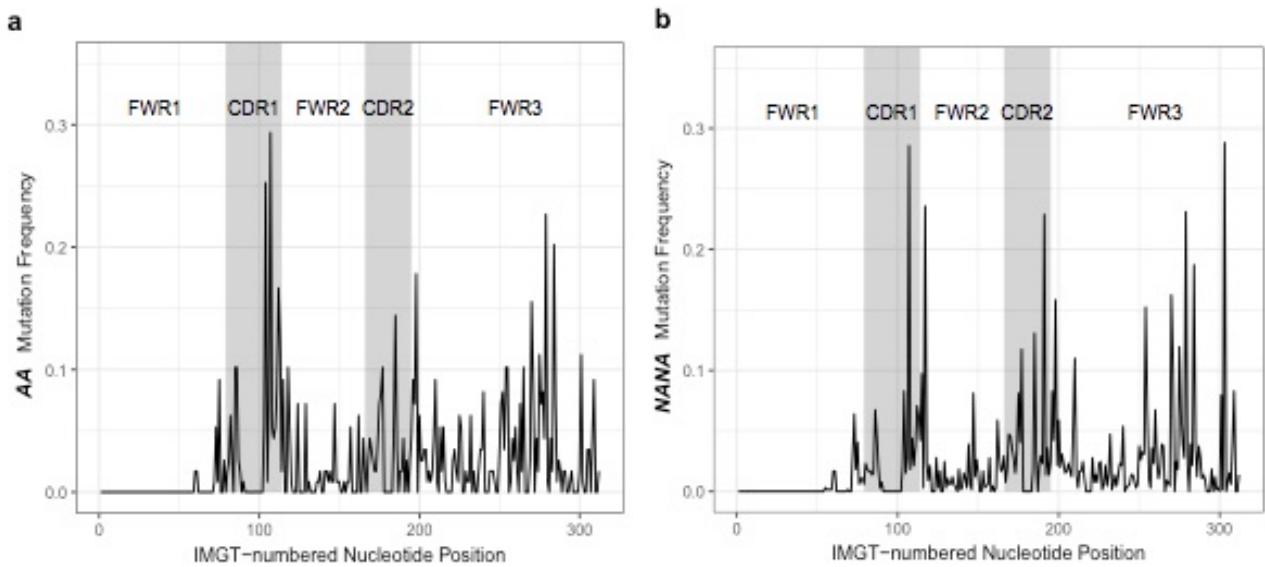 a
FWR1 CDR1 FWR2 CDR2 FWR3
0.3
0.2
0.1
0.0
AA Mutation Frequency
0 100 200 300
IMGT−numbered Nucleotide Position
b
FWR1 CDR1 FWR2 CDR2 FWR3
0.3
0.2
0.1
0.0
NANA Mutation Frequency
0 100 200 300
IMGT−numbered Nucleotide Position